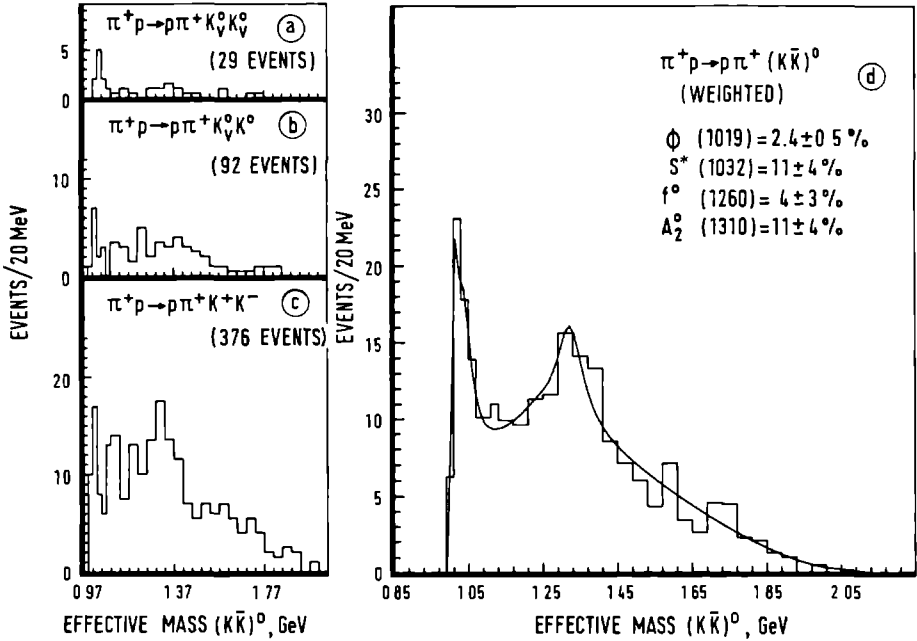 π⁺p→pπ⁺K⁰ᵥK⁰ᵥ
a
(29 EVENTS)
5
0
π⁺p→pπ⁺K⁰ᵥK⁰
b
(92 EVENTS)
10
0
π⁺p→pπ⁺K⁺K⁻
c
(376 EVENTS)
20
10
0
EVENTS/20 MeV
0.97 1.37 1.77
EFFECTIVE MASS (KK̄)⁰, GeV
π⁺p→pπ⁺(KK̄)⁰
d
(WEIGHTED)
ϕ (1019)=2.4±0 5%
S* (1032)=11±4%
f⁰ (1260)=4±3%
A₂⁰ (1310)=11±4%
30
25
20
15
10
5
0
EVENTS/20 MeV
0 85 1 05 1.25 1.45 1.65 1.85 2 05
EFFECTIVE MASS (KK̄)⁰, GeV